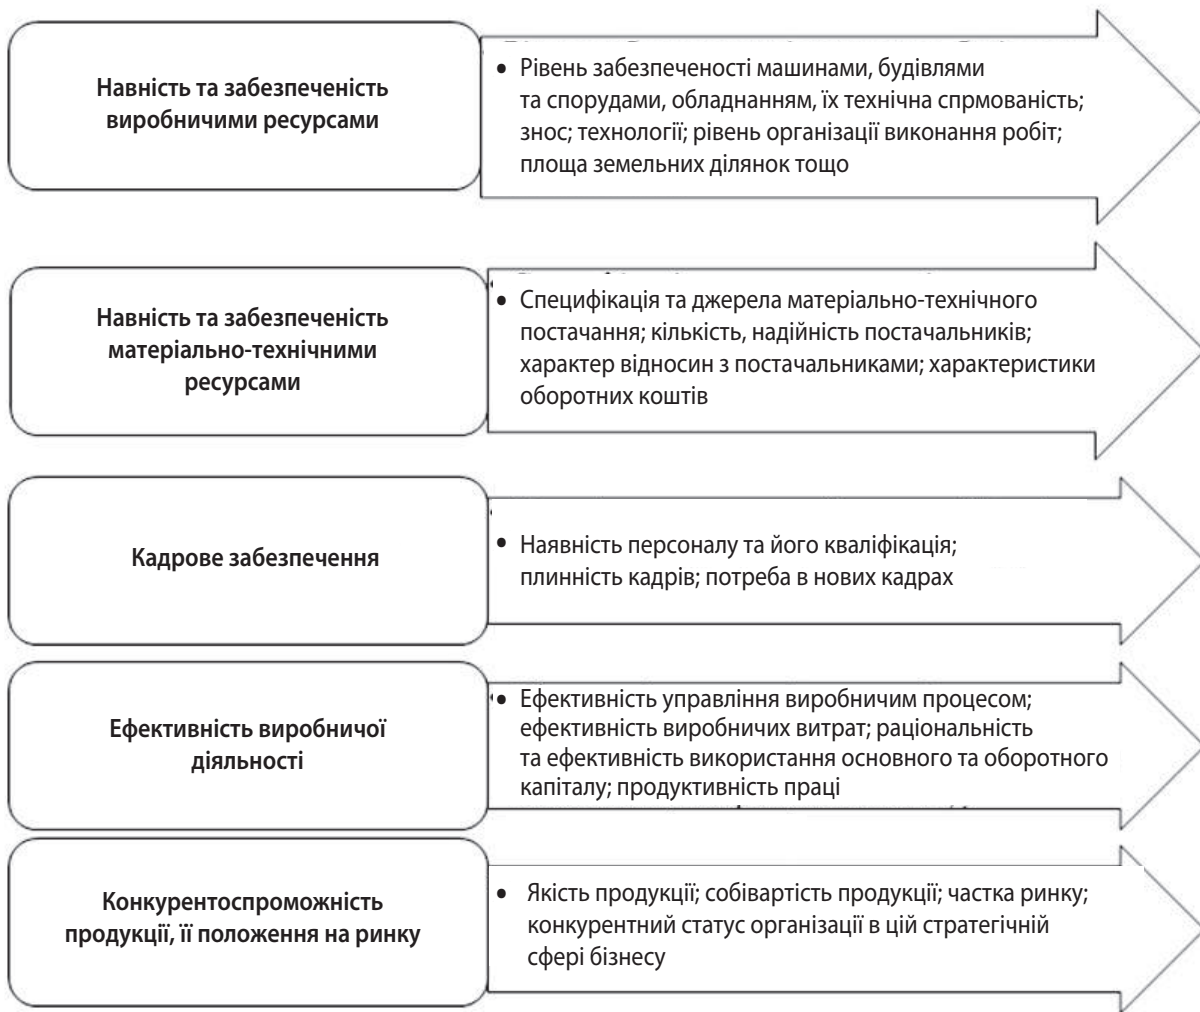 Навність та забезпеченість
виробничими ресурсами
• Рівень забезпеченості машинами, будівлями
та спорудами, обладнанням, їх технічна спрмованість;
знос; технології; рівень організації виконання робіт;
площа земельних ділянок тощо
Навність та забезпеченість
матеріально-технічними
ресурсами
• Специфікація та джерела матеріально-технічного
постачання; кількість, надійність постачальників;
характер відносин з постачальниками; характеристики
оборотних коштів
Кадрове забезпечення
• Наявність персоналу та його кваліфікація;
плинність кадрів; потреба в нових кадрах
Ефективність виробничої
діяльності
• Ефективність управління виробничим процесом;
ефективність виробничих витрат; раціональність
та ефективність використання основного та оборотного
капіталу; продуктивність праці
Конкурентоспроможність
продукції, її положення на ринку
• Якість продукції; собівартість продукції; частка ринку;
конкурентний статус організації в цій стратегічній
сфері бізнесу